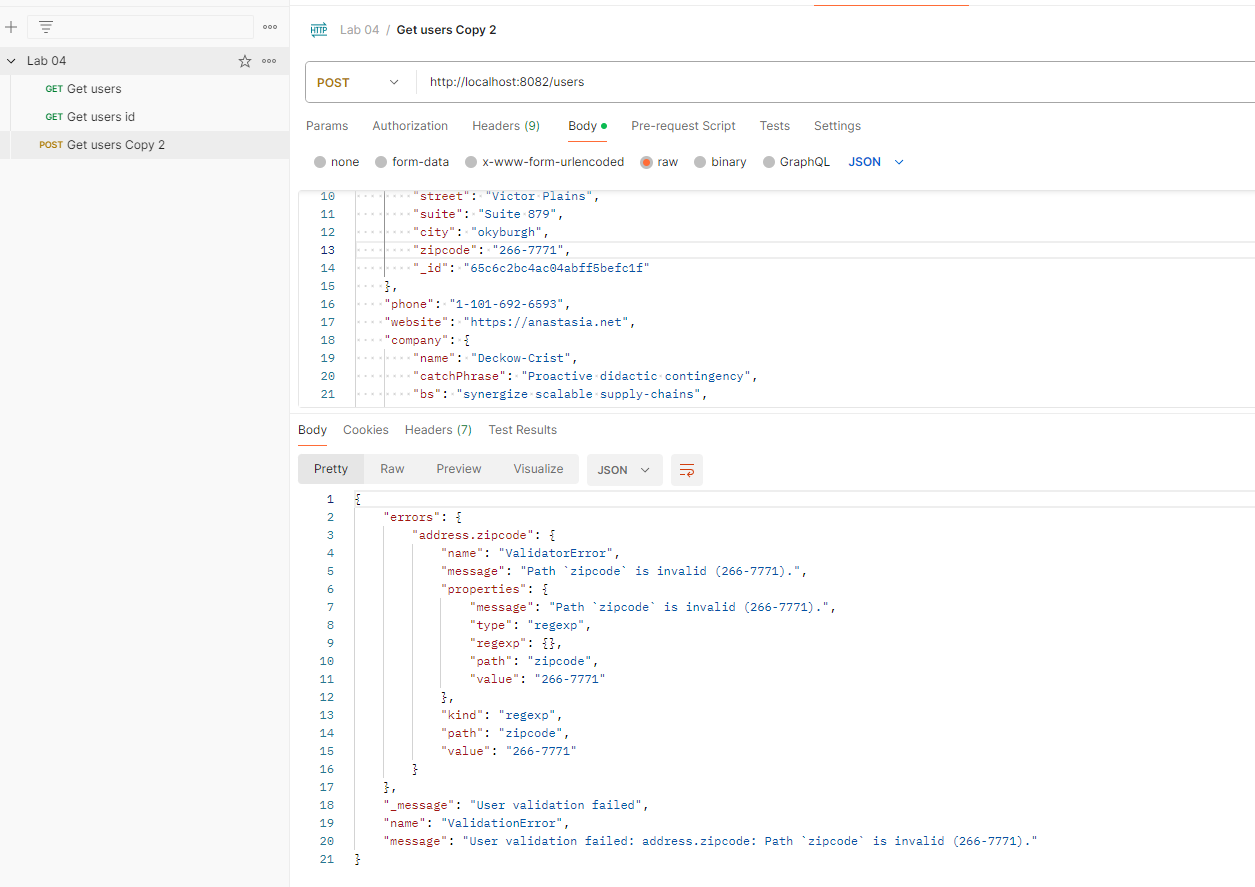 HTTP Lab 04 / Get users Copy 2
Lab 04
GET Get users
GET Get users id
POST Get users Copy 2
POST http://localhost:8082/users
Params Authorization Headers (9) Body Pre-request Script Tests Settings
none form-data x-www-form-urlencoded raw binary GraphQL JSON
10 "street": "Victor Plains",
11 "suite": "Suite 879",
12 "city": "okyburgh",
13 "zipcode": "266-7771",
14 "_id": "65c6c2bc4ac04abff5befc1f"
15 },
16 "phone": "1-101-692-6593",
17 "website": "https://anastasia.net",
18 "company": {
19 "name": "Deckow-Crist",
20 "catchPhrase": "Proactive didactic contingency",
21 "bs": "synergize scalable supply-chains",
Body Cookies Headers (7) Test Results
Pretty Raw Preview Visualize JSON
1 {
2 "errors": {
3 "address.zipcode": {
4 "name": "ValidatorError",
5 "message": "Path `zipcode` is invalid (266-7771).",
6 "properties": {
7 "message": "Path `zipcode` is invalid (266-7771).",
8 "type": "regexp",
9 "regexp": {},
10 "path": "zipcode",
11 "value": "266-7771"
12 },
13 "kind": "regexp",
14 "path": "zipcode",
15 "value": "266-7771"
16 }
17 },
18 "_message": "User validation failed",
19 "name": "ValidationError",
20 "message": "User validation failed: address.zipcode: Path `zipcode` is invalid (266-7771)."
21 }